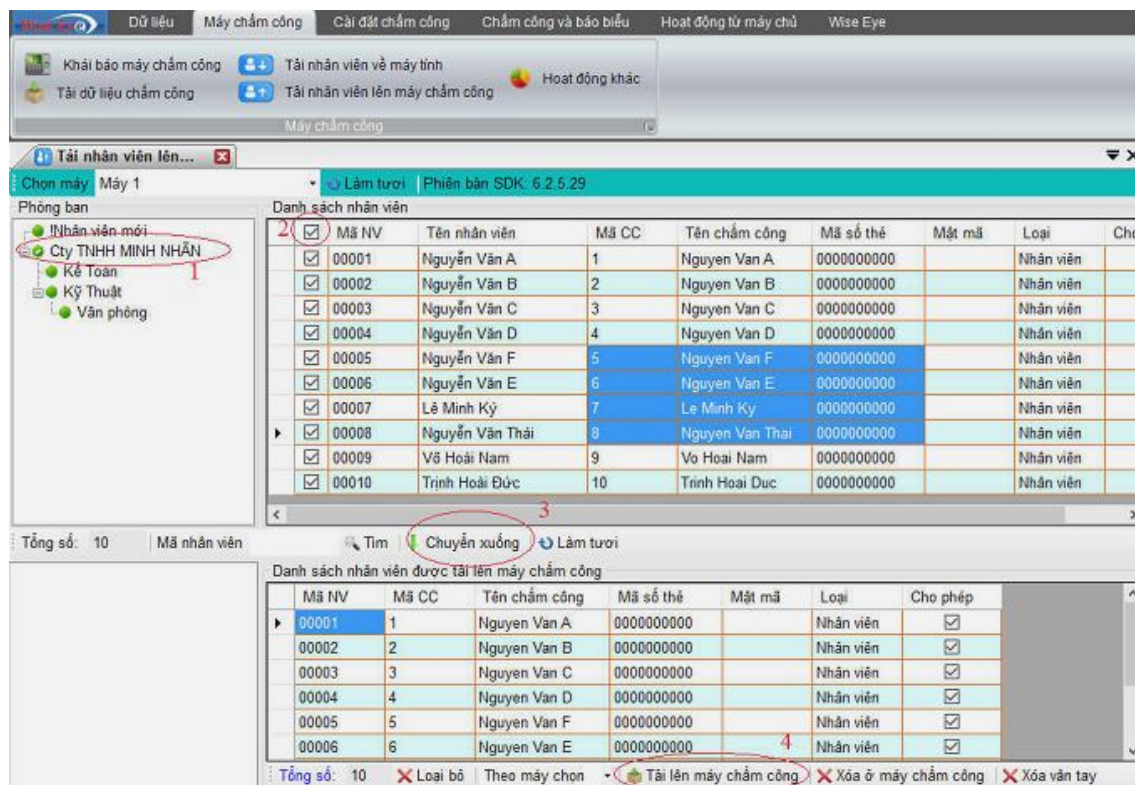 Wise Eye Dữ liệu Máy chấm công Cài đặt chấm công Chấm công và báo biểu Hoạt động từ máy chủ Wise Eye
Khải báo máy chấm công Tải nhân viên về máy tính Hoạt động khác
Tải dữ liệu chấm công Tải nhân viên lên máy chấm công
Máy chấm công
Tải nhân viên lên...
Chọn máy Máy 1 Làm tươi Phiên bản SDK: 6.2.5.29
Phòng ban Danh sách nhân viên
!Nhân viên mới
Cty TNHH MINH NHÃN
1
Kế Toán
Kỹ Thuật
Văn phòng
2 Mã NV Tên nhân viên Mã CC Tên chấm công Mã số thẻ Mật mã Loại Cho
00001 Nguyễn Văn A 1 Nguyen Van A 0000000000 Nhân viên
00002 Nguyễn Văn B 2 Nguyen Van B 0000000000 Nhân viên
00003 Nguyễn Văn C 3 Nguyen Van C 0000000000 Nhân viên
00004 Nguyễn Văn D 4 Nguyen Van D 0000000000 Nhân viên
00005 Nguyễn Văn F 5 Nguyen Van F 0000000000 Nhân viên
00006 Nguyễn Văn E 6 Nguyen Van E 0000000000 Nhân viên
00007 Lê Minh Ký 7 Le Minh Ky 0000000000 Nhân viên
00008 Nguyễn Văn Thái 8 Nguyen Van Thai 0000000000 Nhân viên
00009 Võ Hoài Nam 9 Vo Hoai Nam 0000000000 Nhân viên
00010 Trịnh Hoài Đức 10 Trinh Hoai Duc 0000000000 Nhân viên
3
Tổng số: 10 Mã nhân viên Tìm Chuyển xuống Làm tươi
Danh sách nhân viên được tải lên máy chấm công
Mã NV Mã CC Tên chấm công Mã số thẻ Mật mã Loại Cho phép
00001 1 Nguyen Van A 0000000000 Nhân viên
00002 2 Nguyen Van B 0000000000 Nhân viên
00003 3 Nguyen Van C 0000000000 Nhân viên
00004 4 Nguyen Van D 0000000000 Nhân viên
00005 5 Nguyen Van F 0000000000 Nhân viên
00006 6 Nguyen Van E 0000000000 4 Nhân viên
Tổng số: 10 Loại bỏ Theo máy chọn Tải lên máy chấm công Xóa ở máy chấm công Xóa vân tay